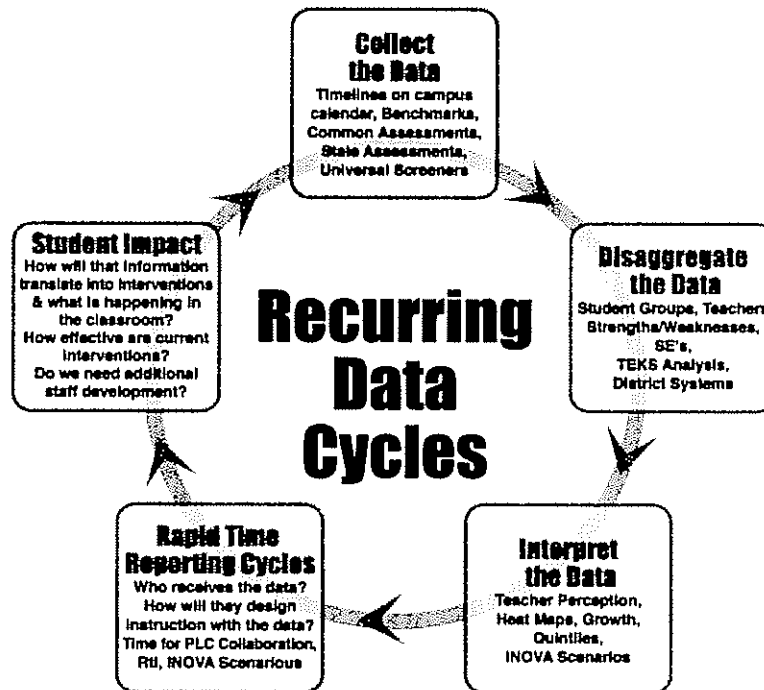 Collect
the Data
Timelines on campus
calendar, Benchmarks,
Common Assessments,
State Assessments,
Universal Screeners
Disaggregate
the Data
Student Groups, Teachers
Strengths/Weaknesses,
SE's,
TEKS Analysis,
District Systems
Interpret
the Data
Teacher Perception,
Heat Maps, Growth,
Quintiles,
INOVA Scenarios
Rapid Time
Reporting Cycles
Who receives the data?
How will they design
instruction with the data?
Time for PLC Collaboration,
RtI, INOVA Scenarious
Student Impact
How will that information
translate into interventions
& what is happening in
the classroom?
How effective are current
interventions?
Do we need additional
staff development?
Recurring
Data
Cycles